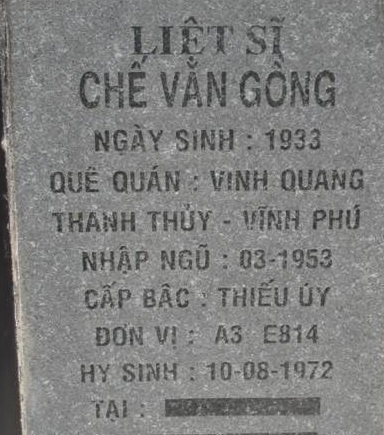 LIỆT SĨ
CHẾ VẰN GỒNG
NGÀY SINH : 1933
QUÊ QUÁN : VINH QUANG
THANH THỦY - VĨNH PHÚ
NHẬP NGŨ : 03-1953
CẤP BẬC : THIẾU ÚY
ĐƠN VỊ : A3 E814
HY SINH : 10-08-1972
TẠI :